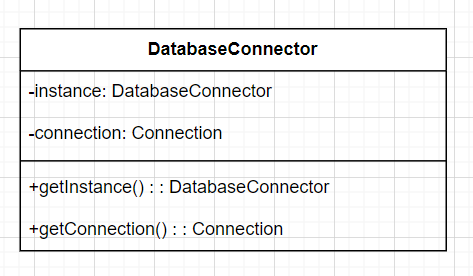 DatabaseConnector
-instance: DatabaseConnector
-connection: Connection
+getInstance() : : DatabaseConnector
+getConnection() : : Connection